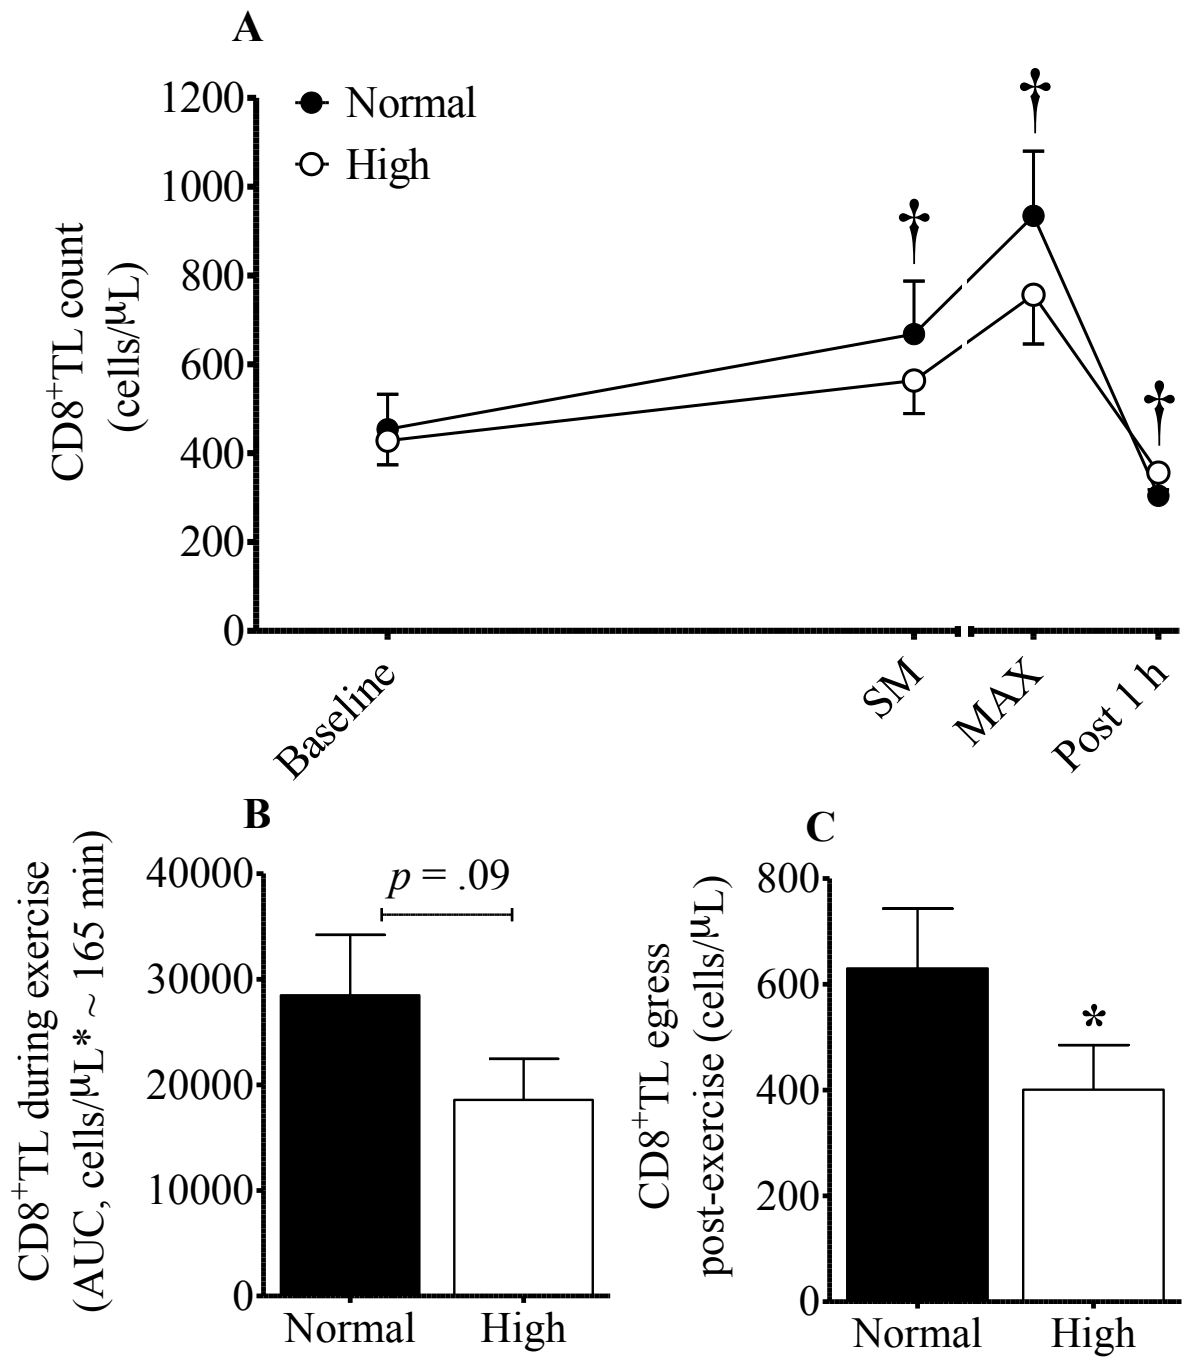 A
1200
1000
800
600
400
200
0
CD8⁺TL count
(cells/μL)
Normal
High
†
†
†
Baseline
SM
MAX
Post 1 h
B
40000
30000
20000
10000
0
CD8⁺TL during exercise
(AUC, cells/μL* ~ 165 min)
p = .09
Normal
High
C
800
600
400
200
0
CD8⁺TL egress
post-exercise (cells/μL)
*
Normal
High